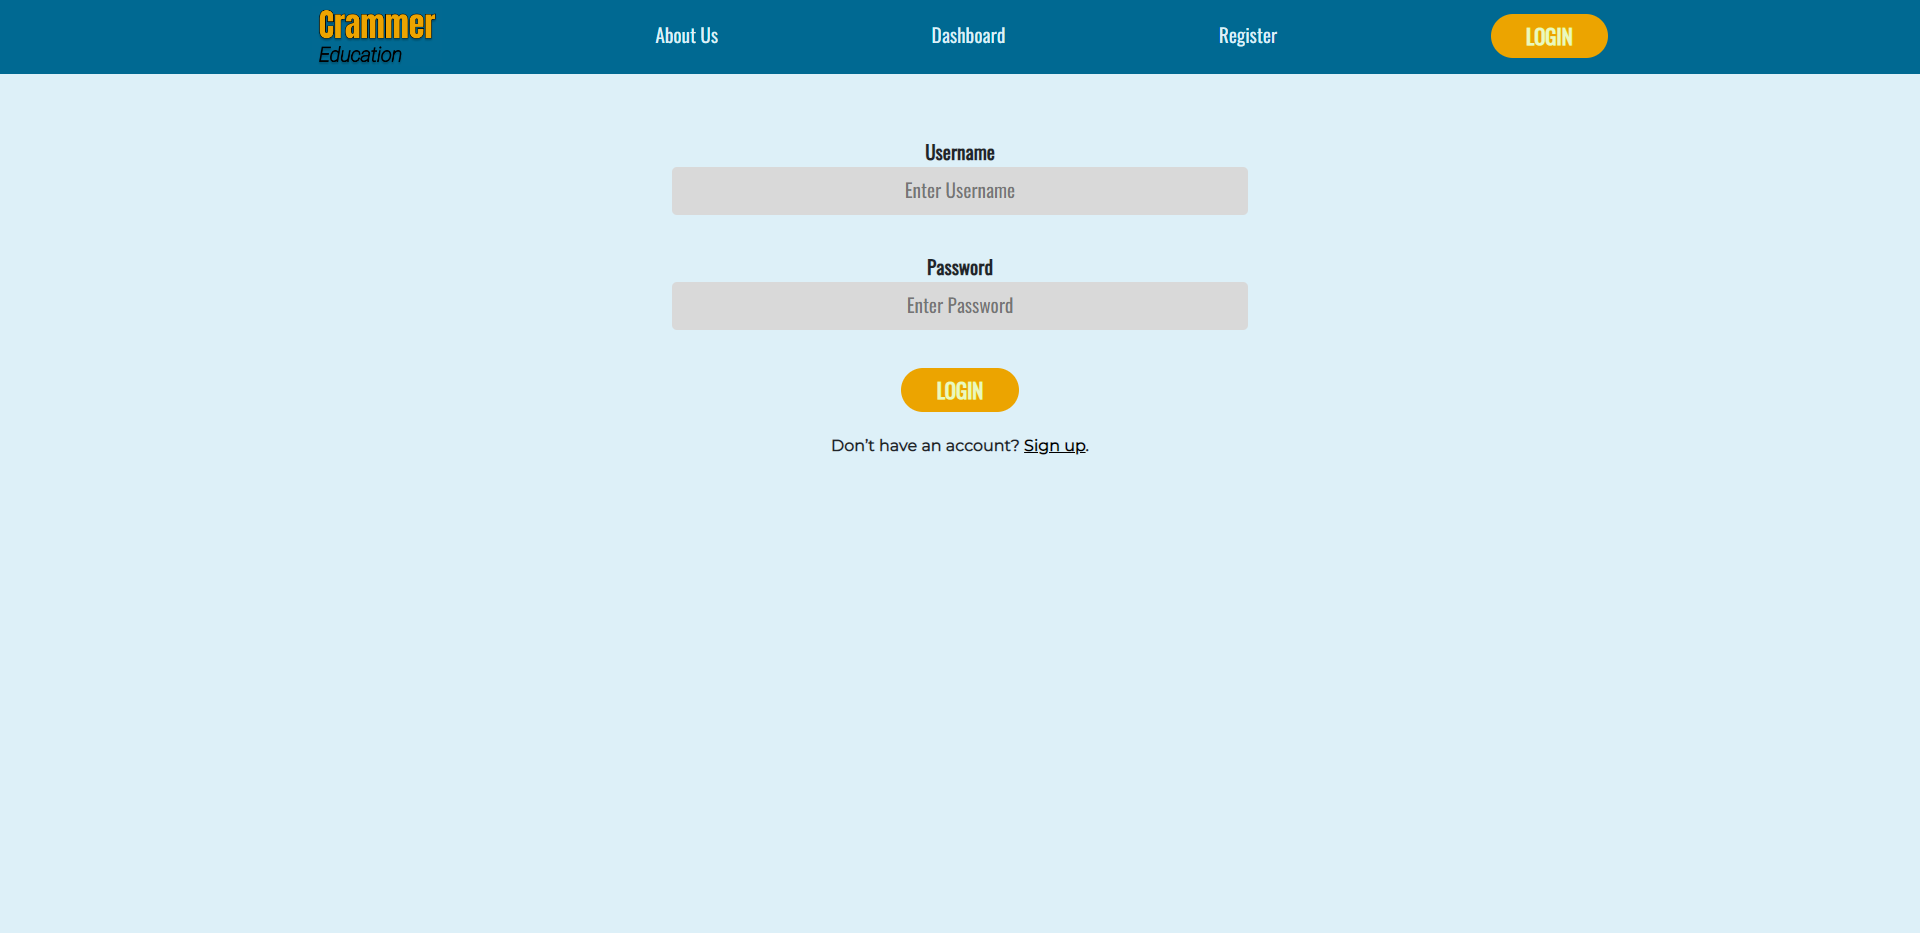 Crammer
Education
About Us
Dashboard
Register
LOGIN
Username
Enter Username
Password
Enter Password
LOGIN
Don't have an account? Sign up.